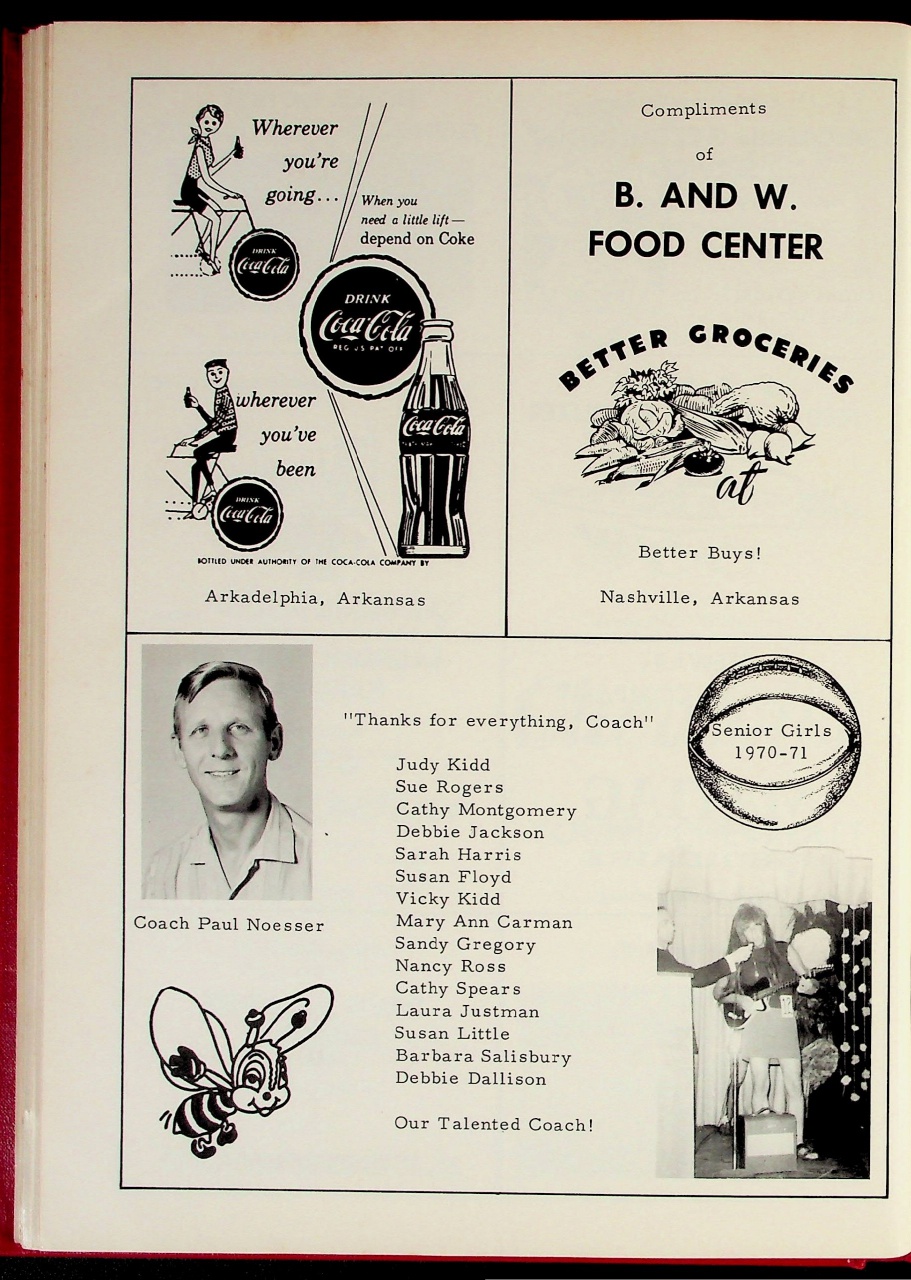 Wherever
you're
going...
When you
need a little lift—
depend on Coke
DRINK
Coca-Cola
DRINK
Coca-Cola
REG US PAT OFF
wherever
you've
been
Coca-Cola
DRINK
Coca-Cola
BOTTLED UNDER AUTHORITY OF THE COCA-COLA COMPANY BY
Arkadelphia, Arkansas
Compliments
of
B. AND W.
FOOD CENTER
BETTER GROCERIES
at
Better Buys!
Nashville, Arkansas
"Thanks for everything, Coach"
Judy Kidd
Sue Rogers
Cathy Montgomery
Debbie Jackson
Sarah Harris
Susan Floyd
Vicky Kidd
Mary Ann Carman
Sandy Gregory
Nancy Ross
Cathy Spears
Laura Justman
Susan Little
Barbara Salisbury
Debbie Dallison
Our Talented Coach!
Coach Paul Noesser
Senior Girls
1970-71